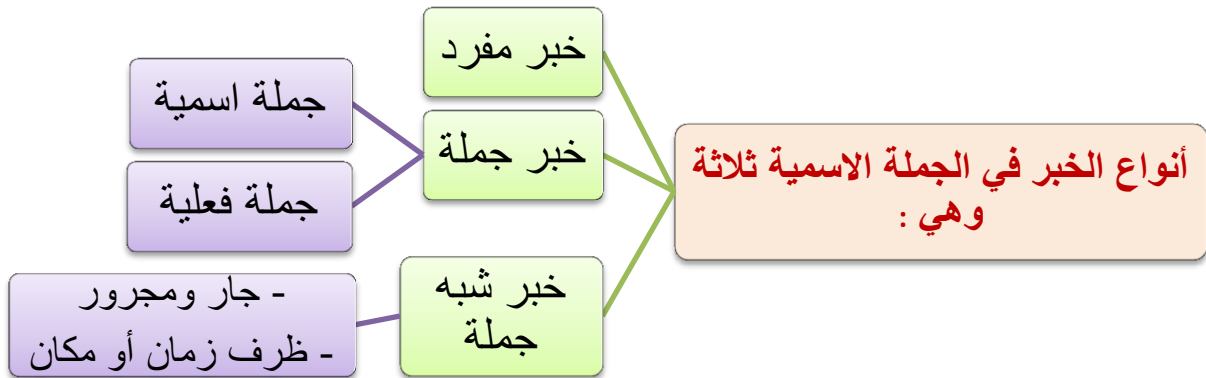 أنواع الخبر في الجملة الاسمية ثلاثة
وهي :
خبر مفرد
خبر جملة
جملة اسمية
جملة فعلية
خبر شبه
جملة
- جار ومجرور
- ظرف زمان أو مكان